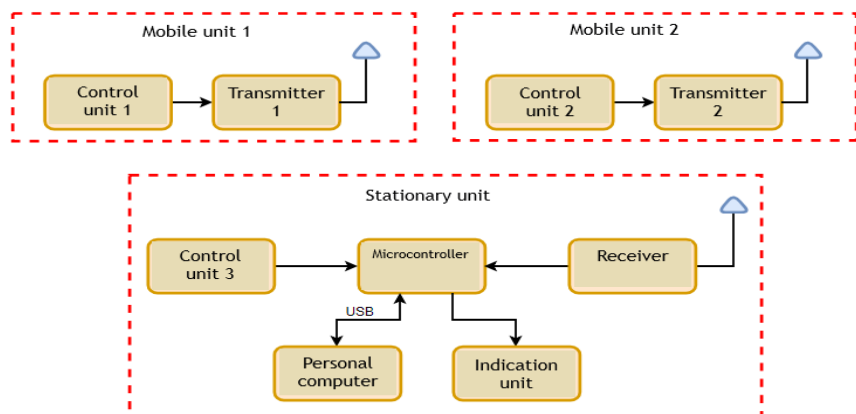 Mobile unit 1
Control
unit 1
Transmitter
1
Mobile unit 2
Control
unit 2
Transmitter
2
Stationary unit
Control
unit 3
Microcontroller
Receiver
USB
Personal
computer
Indication
unit